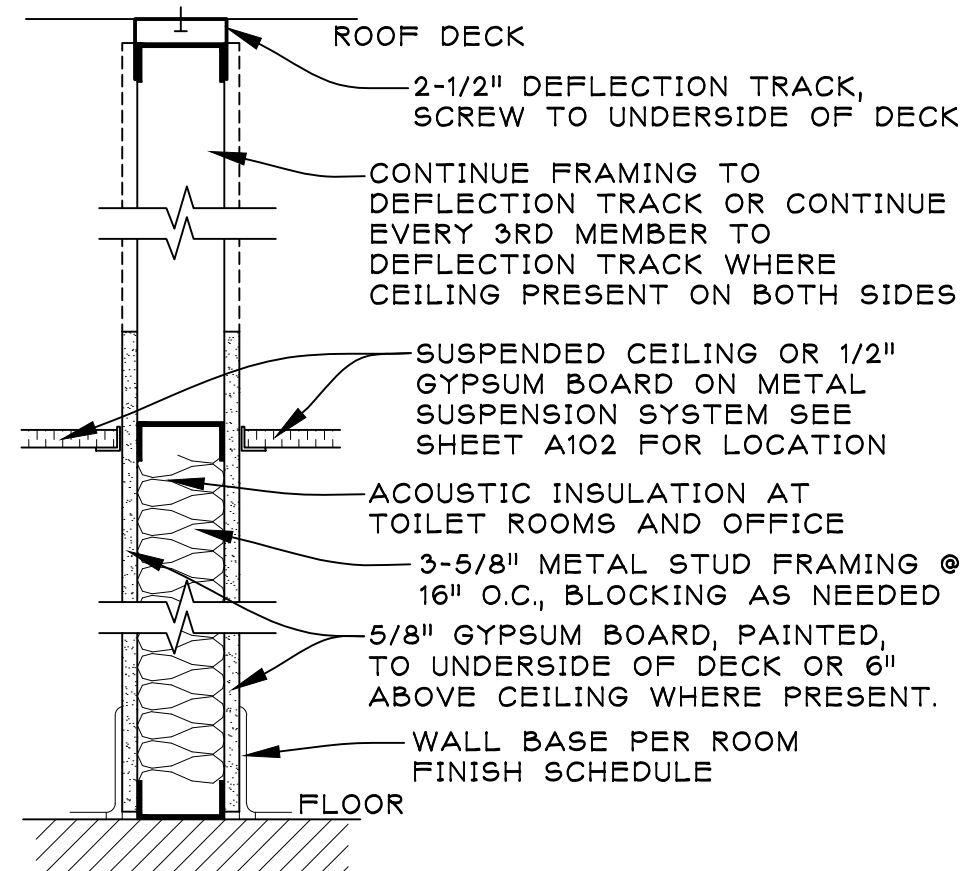 ROOF DECK
2-1/2" DEFLECTION TRACK,
SCREW TO UNDERSIDE OF DECK
CONTINUE FRAMING TO
DEFLECTION TRACK OR CONTINUE
EVERY 3RD MEMBER TO
DEFLECTION TRACK WHERE
CEILING PRESENT ON BOTH SIDES
SUSPENDED CEILING OR 1/2"
GYPSUM BOARD ON METAL
SUSPENSION SYSTEM SEE
SHEET A102 FOR LOCATION
ACOUSTIC INSULATION AT
TOILET ROOMS AND OFFICE
3-5/8" METAL STUD FRAMING @
16" O.C., BLOCKING AS NEEDED
5/8" GYPSUM BOARD, PAINTED,
TO UNDERSIDE OF DECK OR 6"
ABOVE CEILING WHERE PRESENT.
WALL BASE PER ROOM
FINISH SCHEDULE
FLOOR